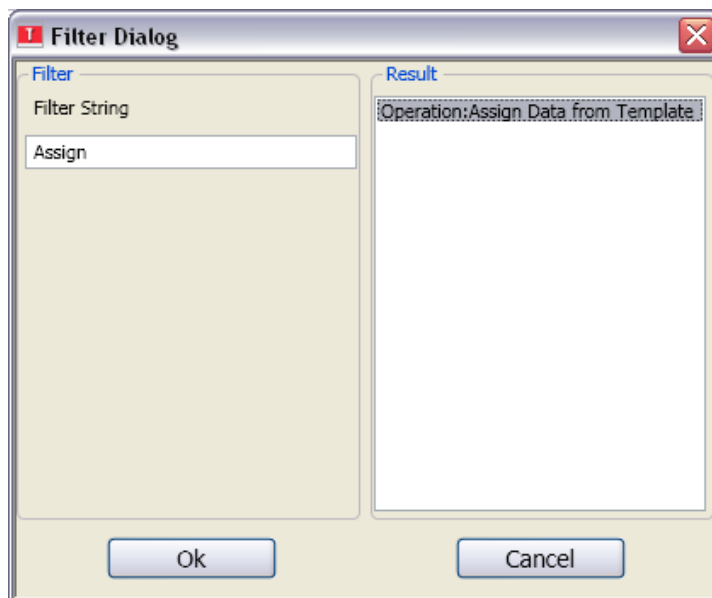 T Filter Dialog
Filter
Filter String
Assign
Result
Operation:Assign Data from Template
Ok
Cancel